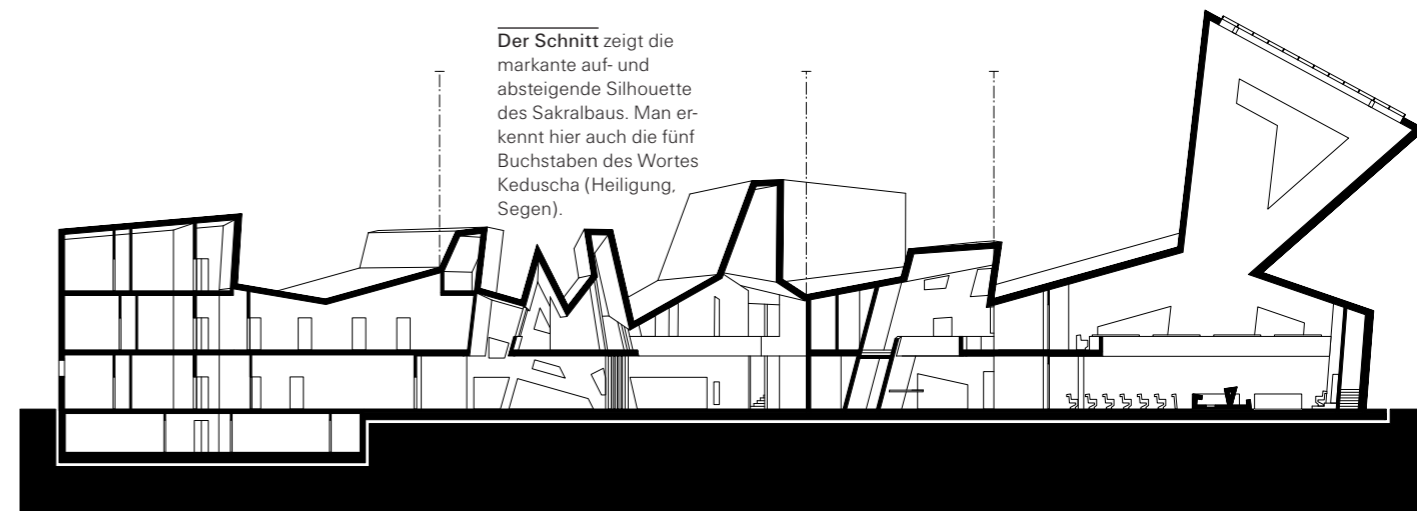 Der Schnitt zeigt die
markante auf- und
absteigende Silhouette
des Sakralbaus. Man er-
kennt hier auch die fünf
Buchstaben des Wortes
Keduscha (Heiligung,
Segen).